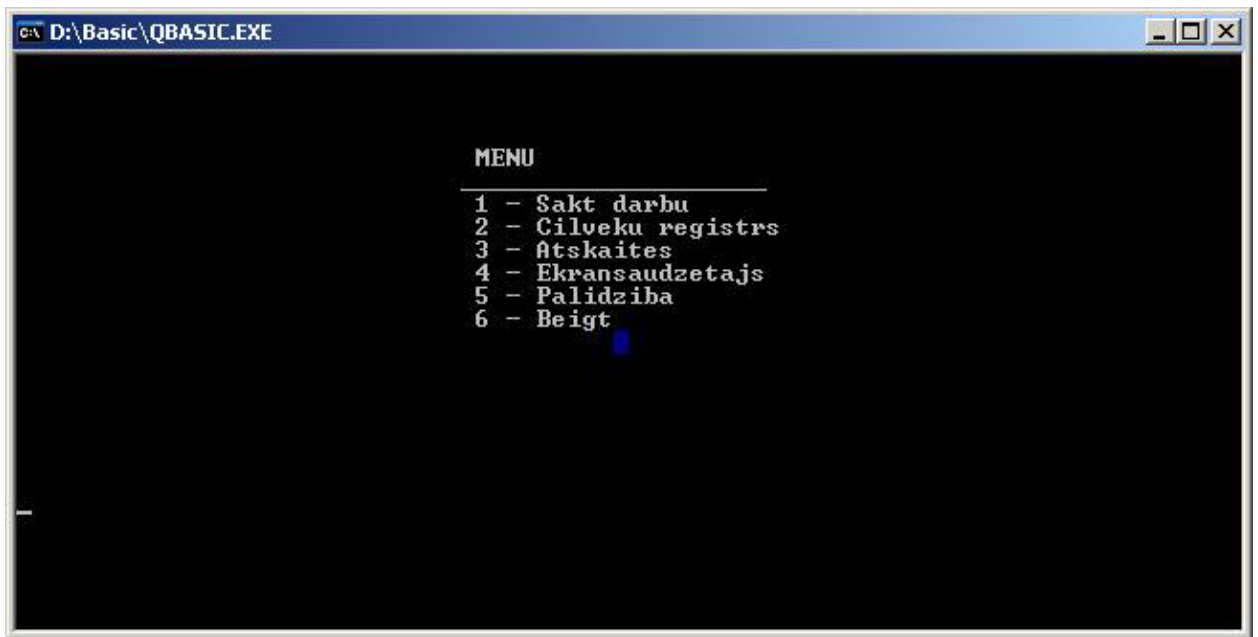 D:\Basic\QBASIC.EXE
MENU
1 - Sakt darbu
2 - Cilveku registrs
3 - Atskaites
4 - Ekransaudzetajs
5 - Palidziba
6 - Beigt